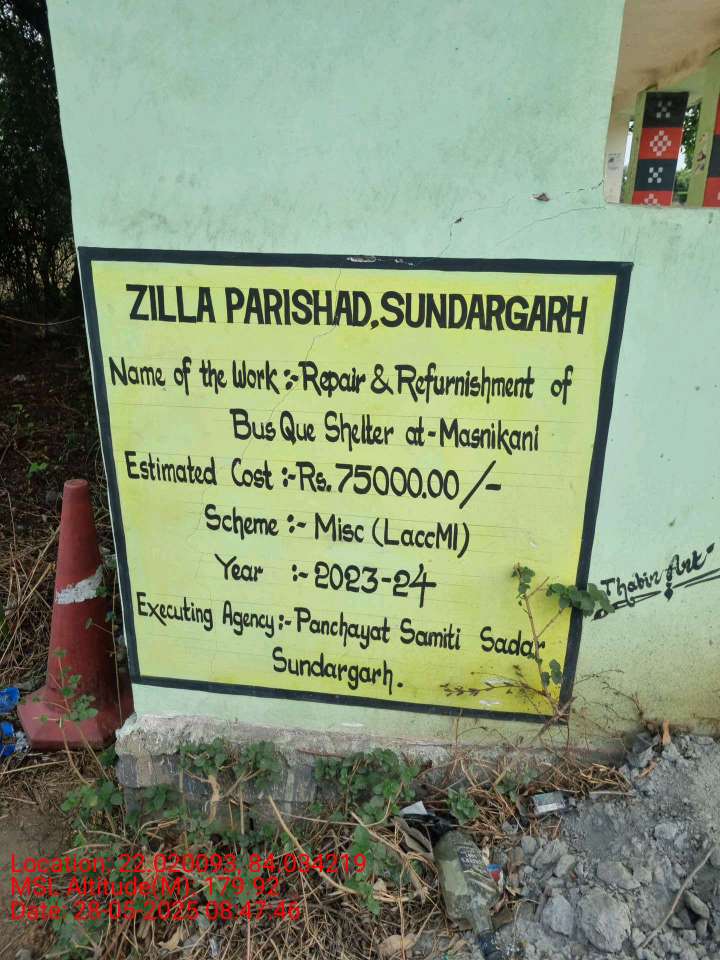 ZILLA PARISHAD,SUNDARGARH
Name of the Work :- Repair & Refurnishment of
Bus Que Shelter at - Masnikani
Estimated Cost :- Rs. 75000.00/-
Scheme :- Misc (LaccMI)
Year :- 2023-24
Executing Agency :- Panchayat Samiti Sadar
Sundargarh.
Thabir Art
Location: 22.020093, 84.034219
MSL Altitude(M): 179.92
Date: 28-05-2025 08:47:46